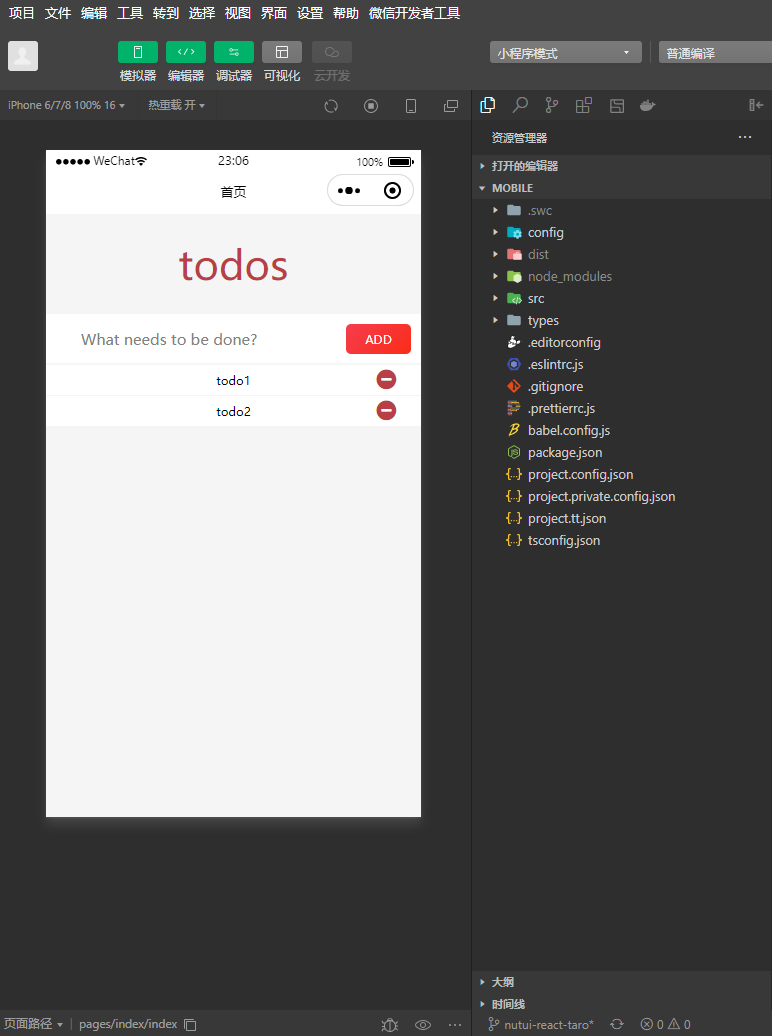 项目 文件 编辑 工具 转到 选择 视图 界面 设置 帮助 微信开发者工具
模拟器 编辑器 调试器 可视化 云开发
小程序模式 普通编译
iPhone 6/7/8 100% 16 热重载 开
资源管理器
打开的编辑器
MOBILE
.swc
config
dist
node_modules
src
types
.editorconfig
.eslintrc.js
.gitignore
.prettierrc.js
babel.config.js
package.json
project.config.json
project.private.config.json
project.tt.json
tsconfig.json
WeChat 23:06 100%
首页
todos
What needs to be done? ADD
todo1
todo2
大纲
时间线
页面路径 | pages/index/index
nutui-react-taro* 0 0